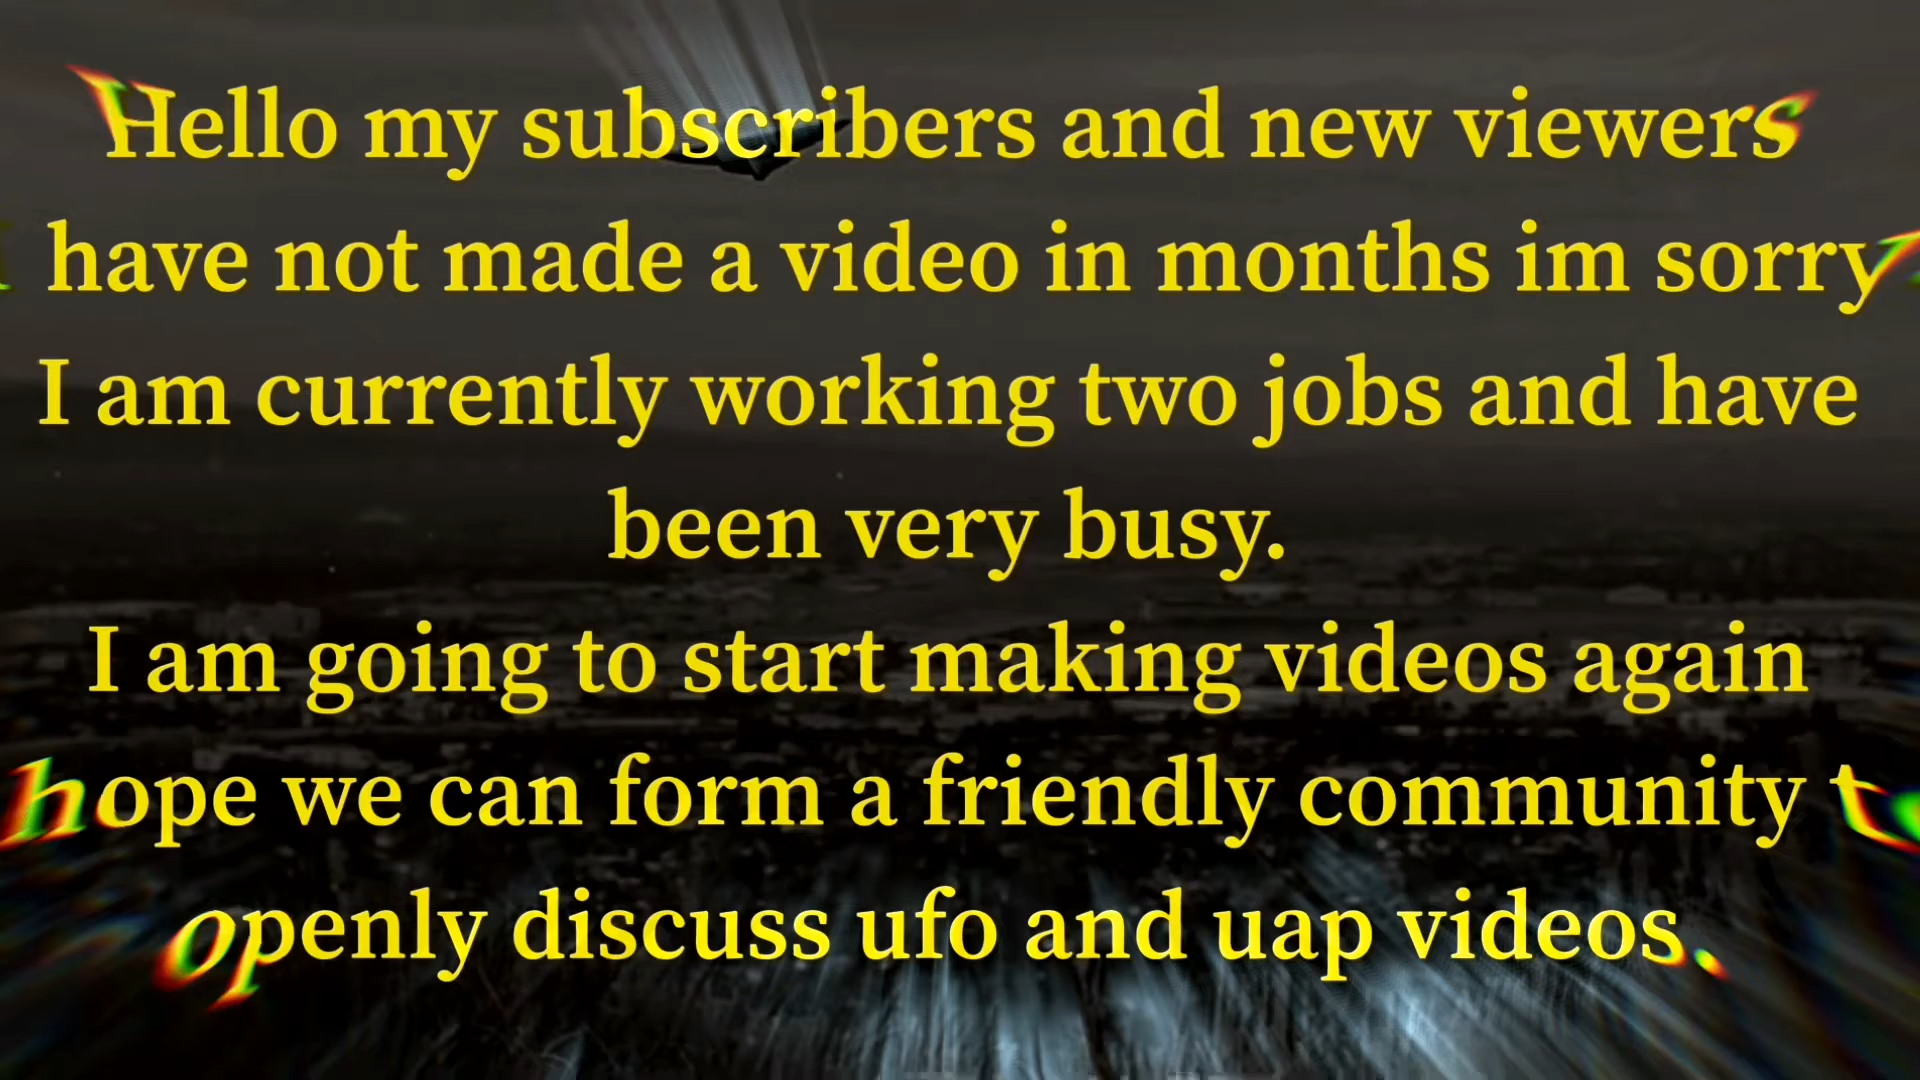 Hello my subscribers and new viewers
have not made a video in months im sorry
I am currently working two jobs and have
been very busy.
I am going to start making videos again
hope we can form a friendly community to
openly discuss ufo and uap videos.